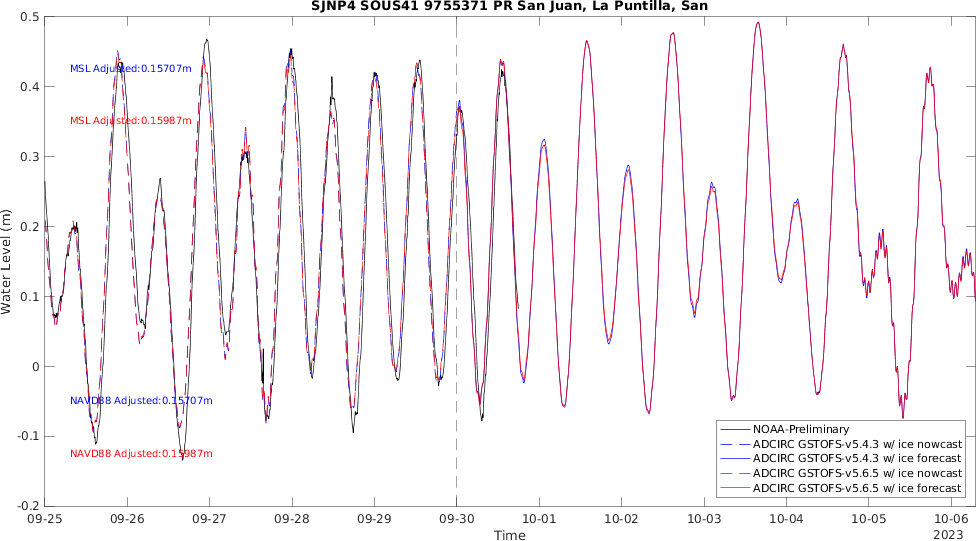 SJNP4 SOUS41 9755371 PR San Juan, La Puntilla, San
0.5
MSL Adjusted:0.15707m
0.4
MSL Adjusted:0.15987m
0.3
Water Level (m)
0.2
0.1
0
NAVD88 Adjusted:0.15707m
-0.1
NAVD88 Adjusted:0.15987m
NOAA-Preliminary
ADCIRC GSTOFS-v5.4.3 w/ ice nowcast
ADCIRC GSTOFS-v5.4.3 w/ ice forecast
ADCIRC GSTOFS-v5.6.5 w/ ice nowcast
ADCIRC GSTOFS-v5.6.5 w/ ice forecast
-0.2
09-25 09-26 09-27 09-28 09-29 09-30 10-01 10-02 10-03 10-04 10-05 10-06
Time
2023